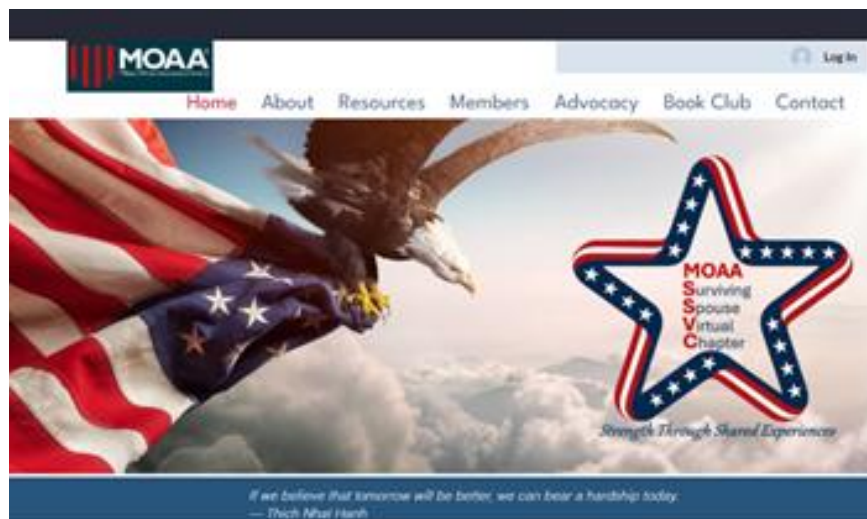 MOAA
Log In
Home About Resources Members Advocacy Book Club Contact
MOAA
Surviving
Spouse
Virtual
Chapter
Strength Through Shared Experiences
If we believe that tomorrow will be better, we can bear a hardship today.
— Thich Nhat Hanh